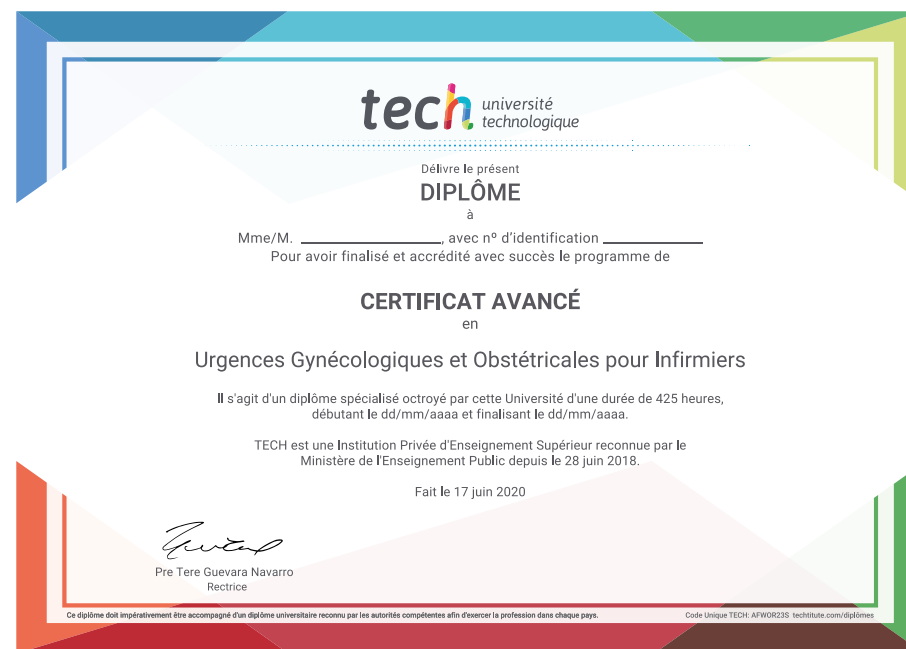 tech université
technologique
Délivre le présent
DIPLÔME
à
Mme/M. ____________________, avec nº d'identification ______________
Pour avoir finalisé et accrédité avec succès le programme de
CERTIFICAT AVANCÉ
en
Urgences Gynécologiques et Obstétricales pour Infirmiers
Il s'agit d'un diplôme spécialisé octroyé par cette Université d'une durée de 425 heures,
débutant le dd/mm/aaaa et finalisant le dd/mm/aaaa.
TECH est une Institution Privée d'Enseignement Supérieur reconnue par le
Ministère de l'Enseignement Public depuis le 28 juin 2018.
Fait le 17 juin 2020
Pre Tere Guevara Navarro
Rectrice
Ce diplôme doit impérativement être accompagné d'un diplôme universitaire reconnu par les autorités compétentes afin d'exercer la profession dans chaque pays.
Code Unique TECH: AFWOR23S techtitute.com/diplômes